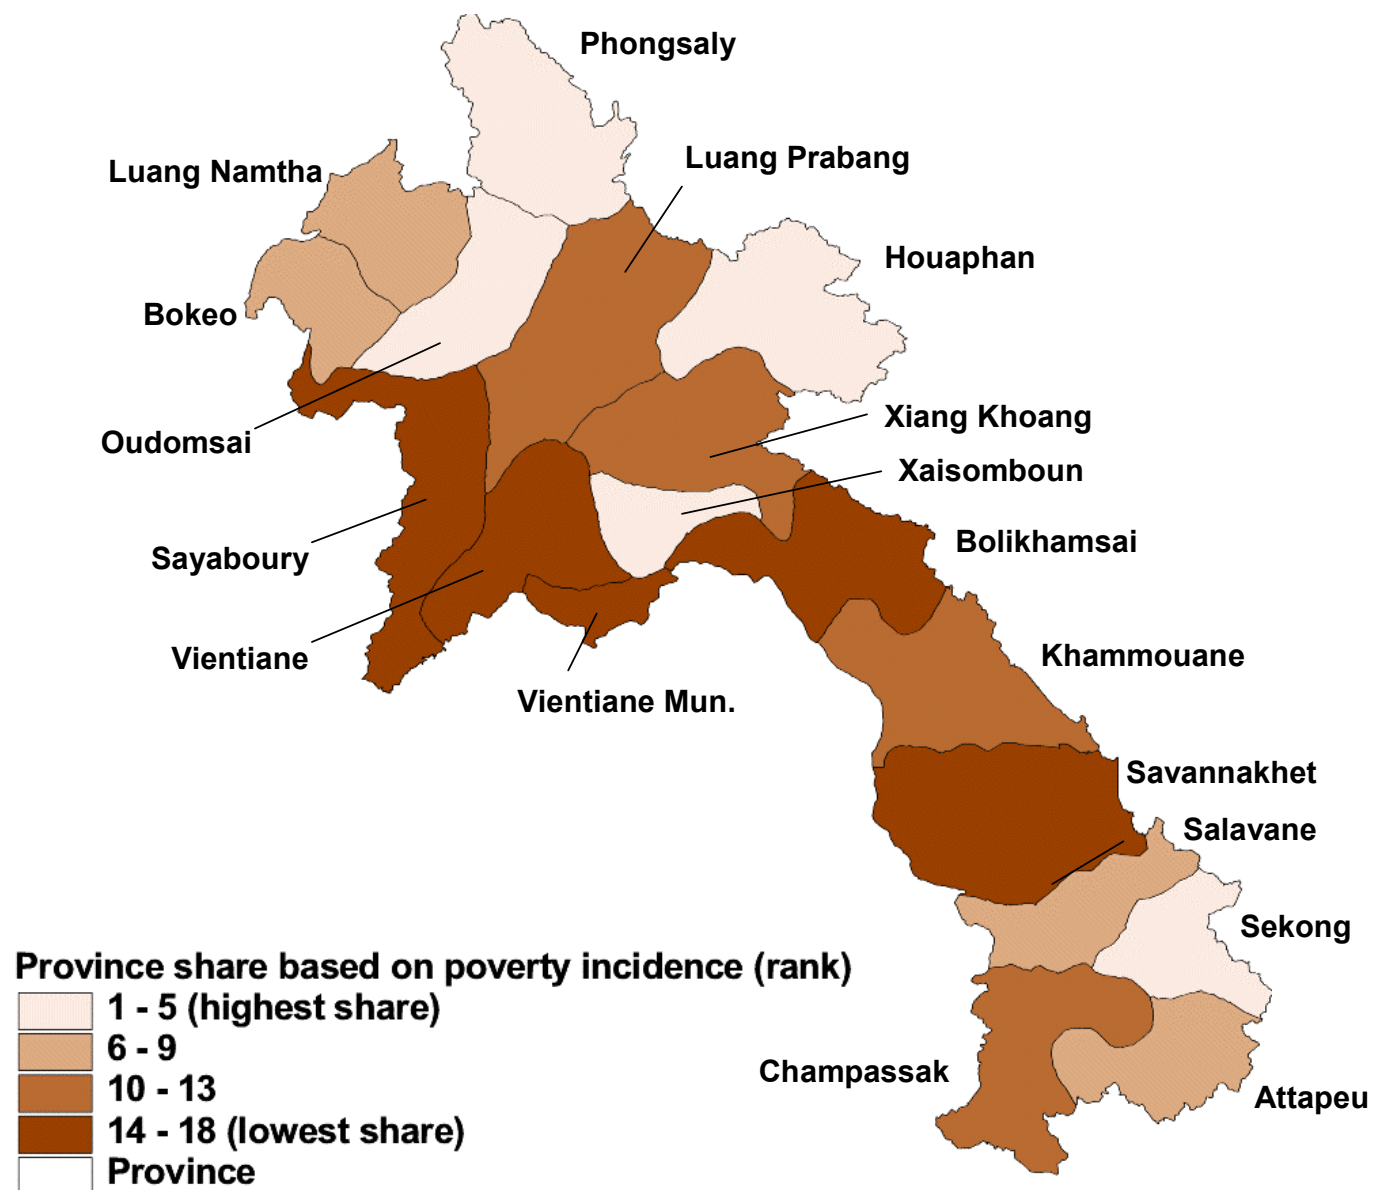 Phongsaly
Luang Prabang
Luang Namtha
Houaphan
Bokeo
Xiang Khoang
Oudomsai
Xaisomboun
Bolikhamsai
Sayaboury
Khammouane
Vientiane
Vientiane Mun.
Savannakhet
Salavane
Sekong
Province share based on poverty incidence (rank)
1 - 5 (highest share)
6 - 9
10 - 13
14 - 18 (lowest share)
Province
Champassak
Attapeu